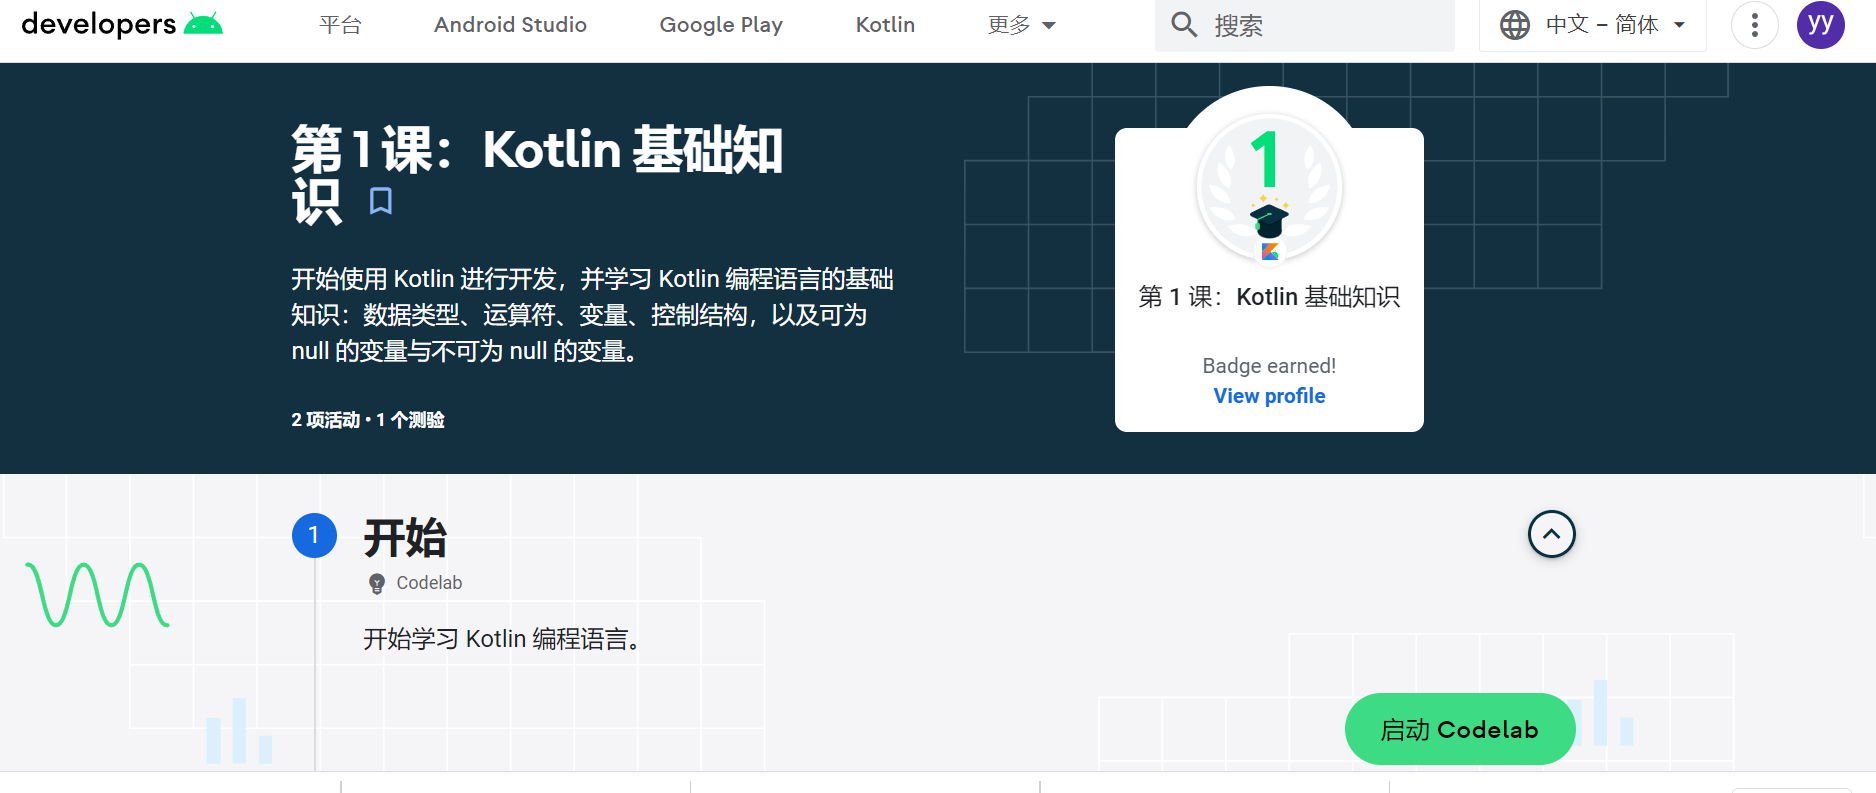 developers
平台
Android Studio
Google Play
Kotlin
更多
搜索
中文 – 简体
yy
第 1 课：Kotlin 基础知
识
开始使用 Kotlin 进行开发，并学习 Kotlin 编程语言的基础
知识：数据类型、运算符、变量、控制结构，以及可为
null 的变量与不可为 null 的变量。
2 项活动 • 1 个测验
1
第 1 课：Kotlin 基础知识
Badge earned!
View profile
1
开始
Codelab
开始学习 Kotlin 编程语言。
启动 Codelab